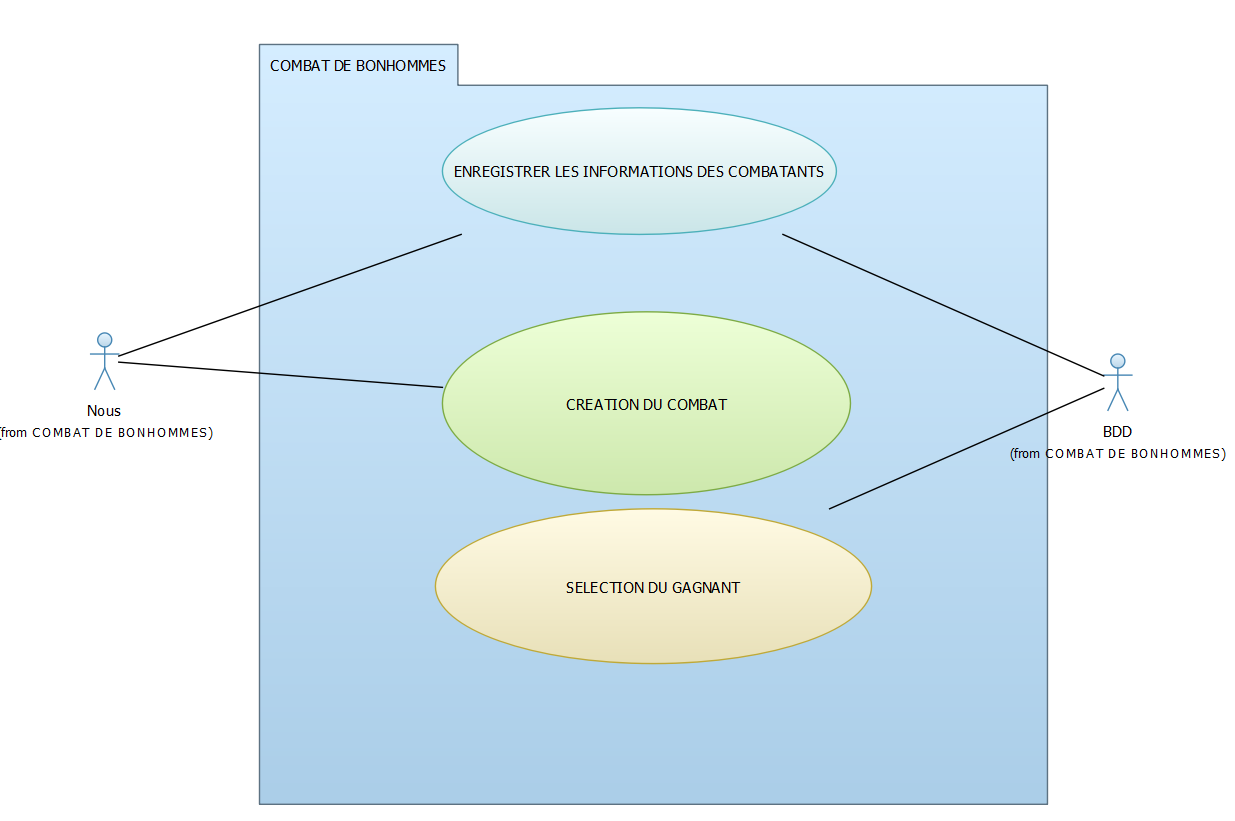 COMBAT DE BONHOMMES
ENREGISTRER LES INFORMATIONS DES COMBATANTS
CREATION DU COMBAT
Nous
(from COMBAT DE BONHOMMES)
BDD
(from COMBAT DE BONHOMMES)
SELECTION DU GAGNANT